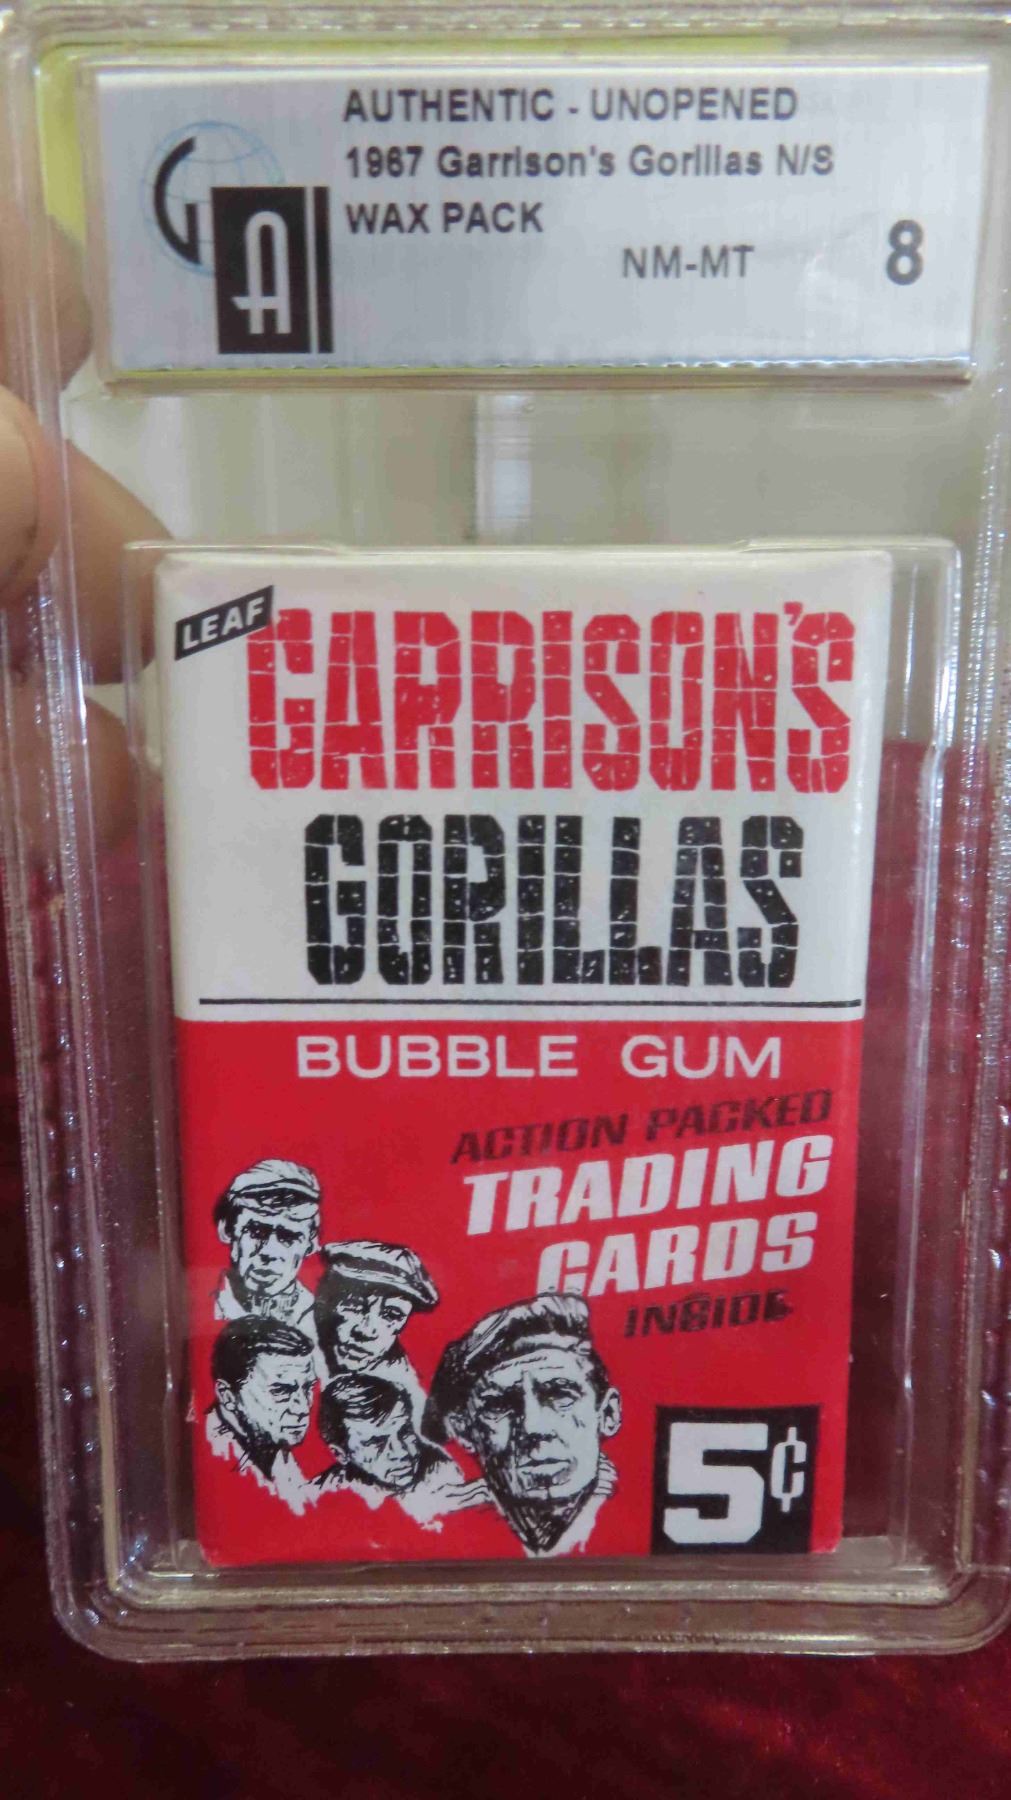 AUTHENTIC - UNOPENED
1967 Garrison's Gorillas N/S
WAX PACK
NM-MT 8
GA
LEAF
GARRISON'S
GORILLAS
BUBBLE GUM
ACTION PACKED
TRADING
CARDS
INSIDE
5¢